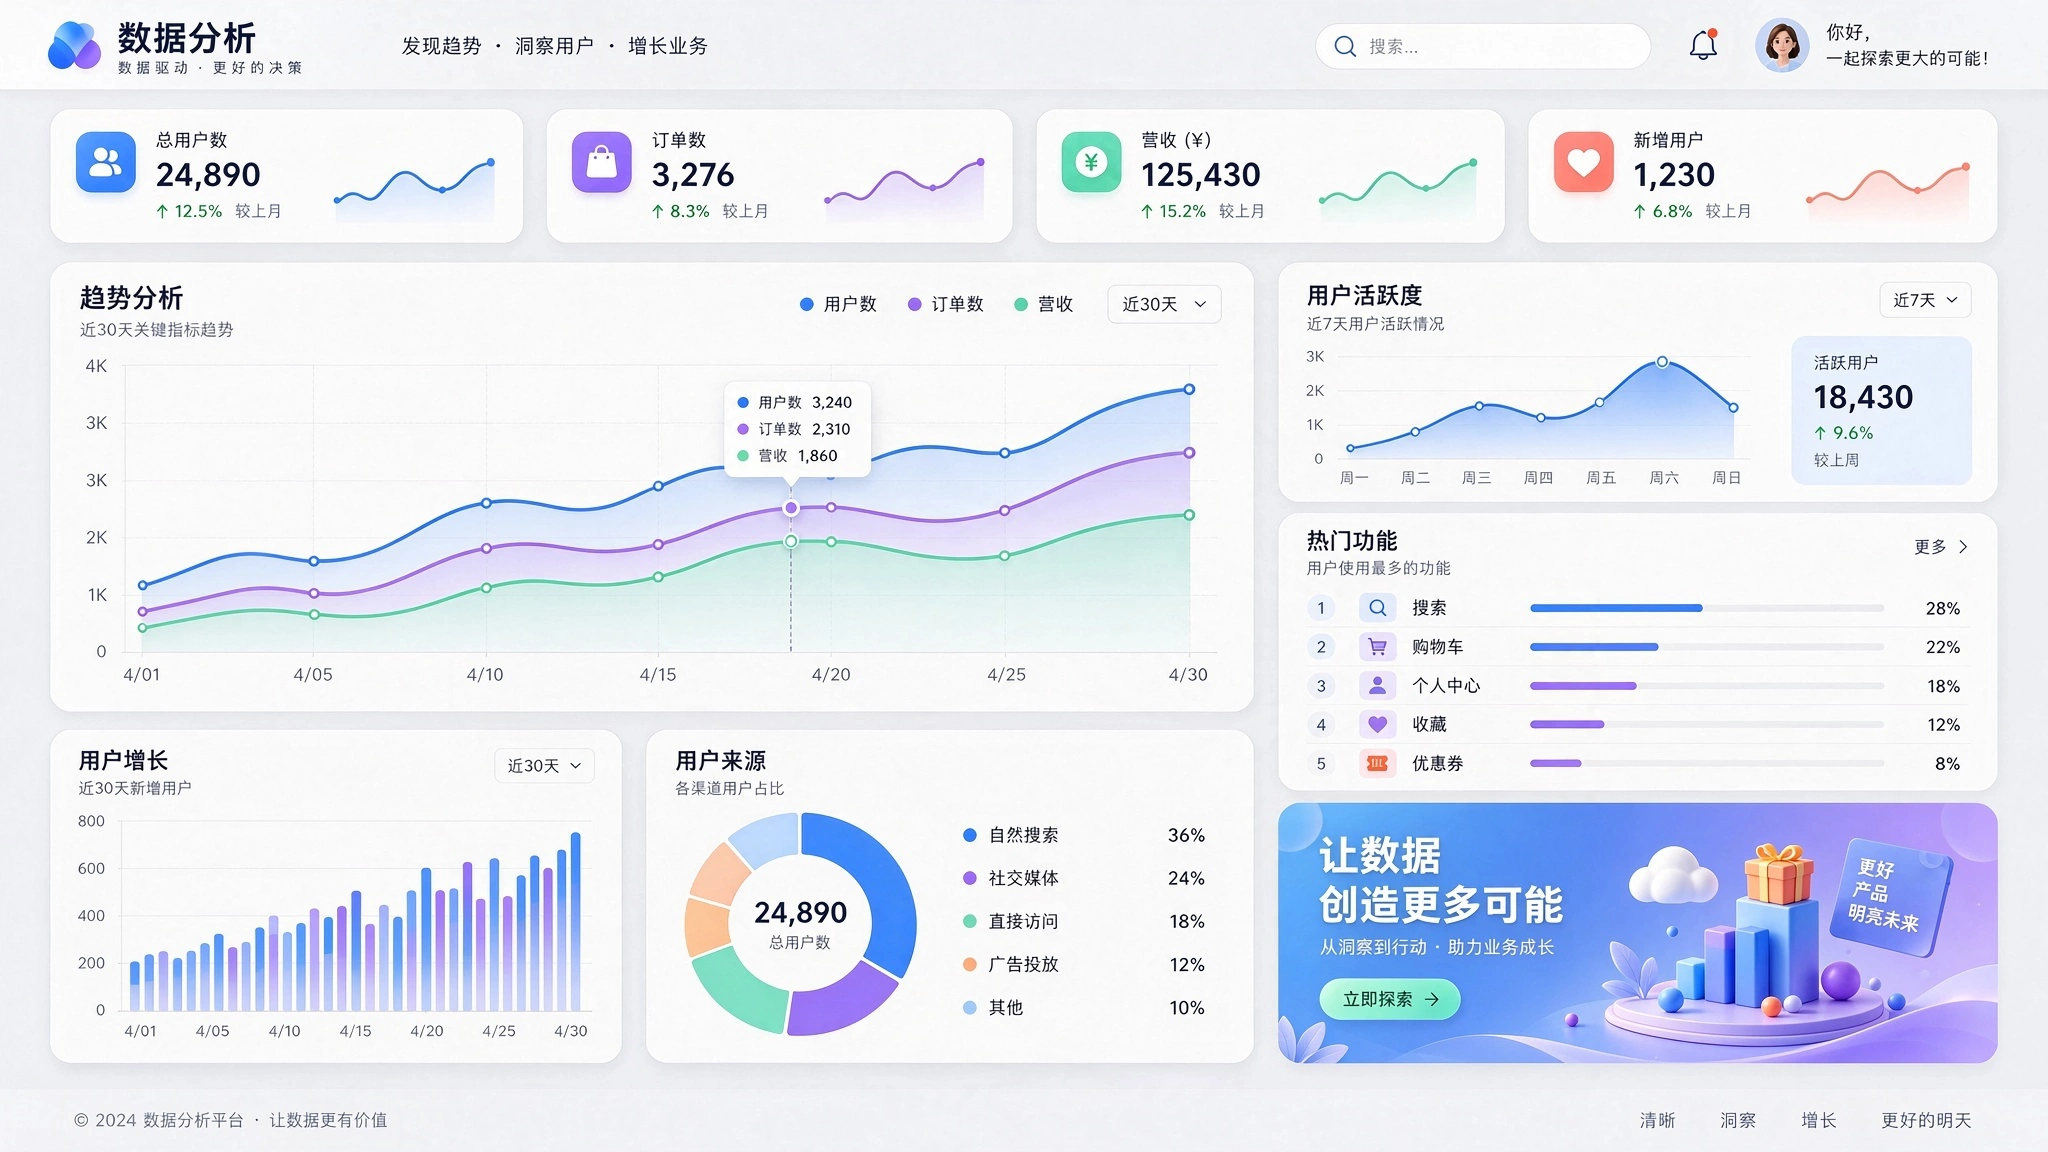 数据分析
数据驱动 · 更好的决策
发现趋势 · 洞察用户 · 增长业务
搜索...
你好，
一起探索更大的可能！
总用户数
24,890
↑ 12.5% 较上月
订单数
3,276
↑ 8.3% 较上月
营收 (¥)
125,430
↑ 15.2% 较上月
新增用户
1,230
↑ 6.8% 较上月
趋势分析
近30天关键指标趋势
用户数 订单数 营收
近30天
4K
3K
3K
2K
1K
0
用户数 3,240
订单数 2,310
营收 1,860
4/01 4/05 4/10 4/15 4/20 4/25 4/30
用户活跃度
近7天用户活跃情况
近7天
3K
2K
1K
0
周一 周二 周三 周四 周五 周六 周日
活跃用户
18,430
↑ 9.6%
较上周
热门功能
用户使用最多的功能
更多
1 搜索 28%
2 购物车 22%
3 个人中心 18%
4 收藏 12%
5 优惠券 8%
用户增长
近30天新增用户
近30天
800
600
400
200
0
4/01 4/05 4/10 4/15 4/20 4/25 4/30
用户来源
各渠道用户占比
24,890
总用户数
自然搜索 36%
社交媒体 24%
直接访问 18%
广告投放 12%
其他 10%
让数据
创造更多可能
从洞察到行动 · 助力业务成长
立即探索 →
更好
产品
明亮未来
© 2024 数据分析平台 · 让数据更有价值
清晰 洞察 增长 更好的明天